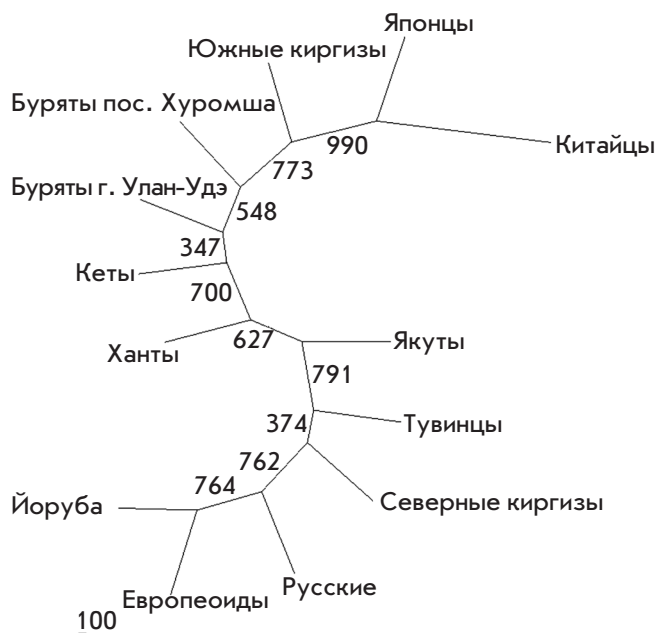 Японцы
Южные киргизы
Буряты пос. Хуромша
990
Китайцы
773
Буряты г. Улан-Удэ
548
347
Кеты
700
Ханты
627
Якуты
791
374
Тувинцы
762
764
Йоруба
Северные киргизы
Русские
Европеоиды
100